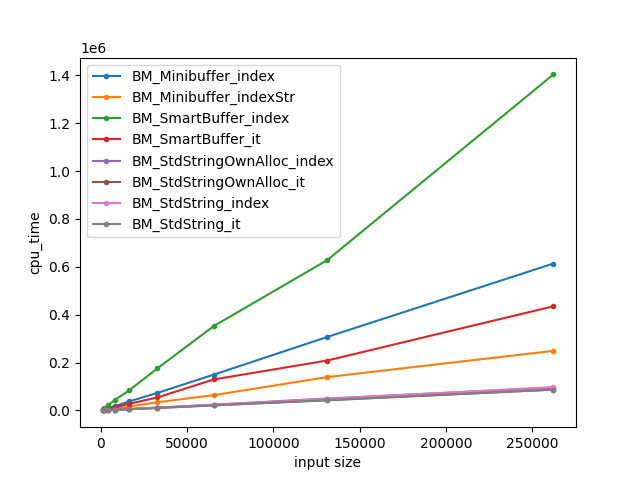 1e6
1.4
1.2
1.0
0.8
0.6
0.4
0.2
0.0
cpu_time
BM_Minibuffer_index
BM_Minibuffer_indexStr
BM_SmartBuffer_index
BM_SmartBuffer_it
BM_StdStringOwnAlloc_index
BM_StdStringOwnAlloc_it
BM_StdString_index
BM_StdString_it
0 50000 100000 150000 200000 250000
input size